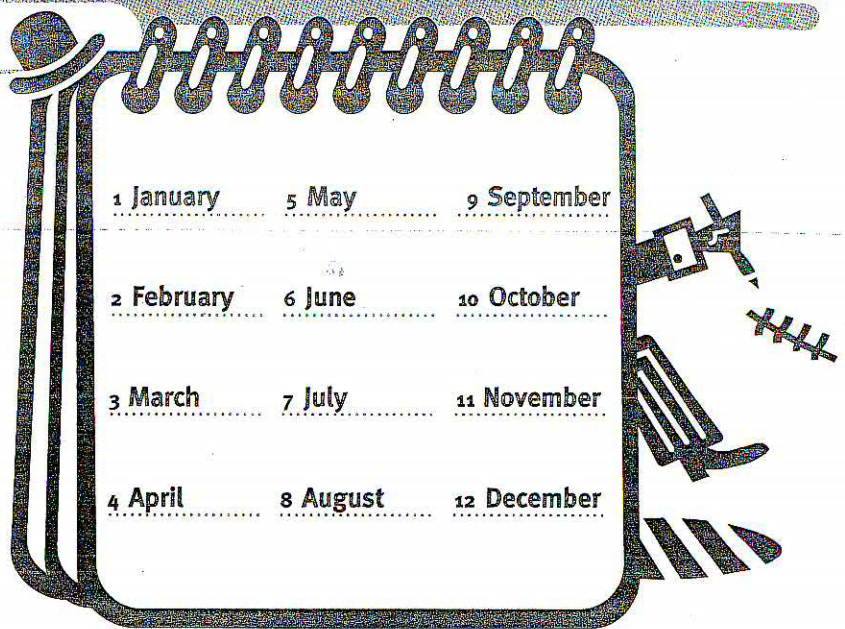 1 January 5 May 9 September
2 February 6 June 10 October
3 March 7 July 11 November
4 April 8 August 12 December